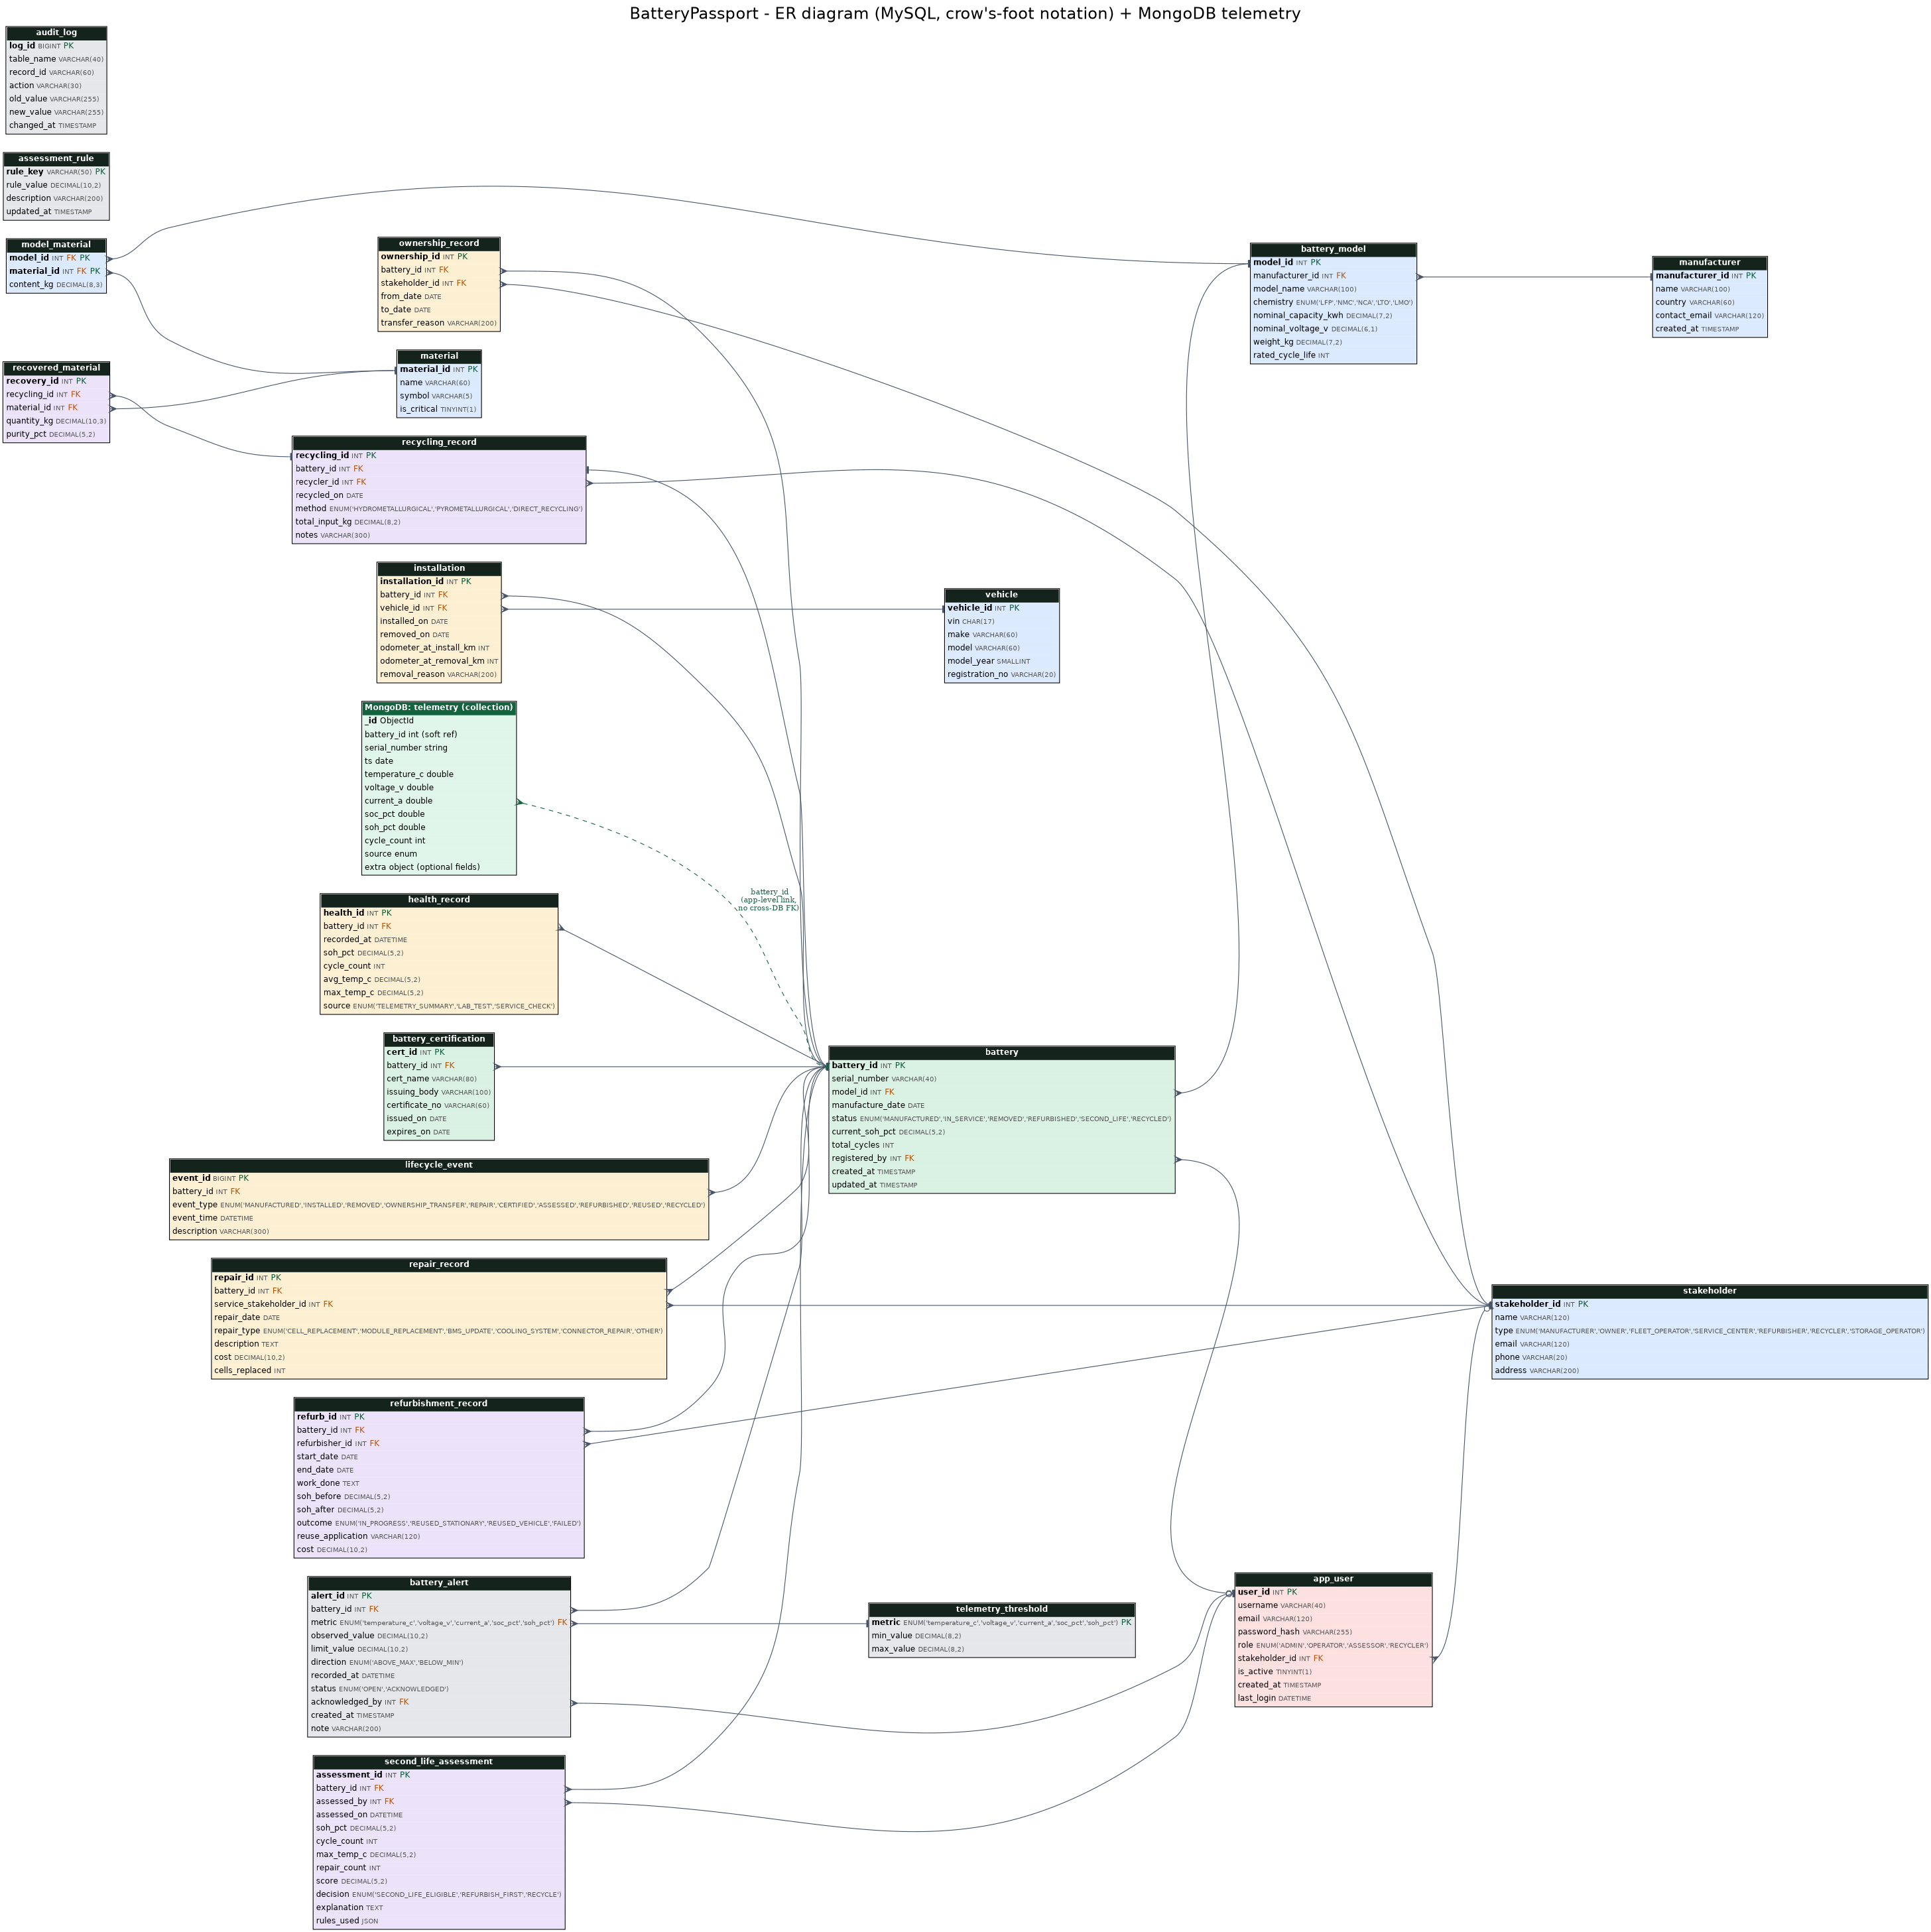 BatteryPassport - ER diagram (MySQL, crow's-foot notation) + MongoDB telemetry
audit_log
log_id BIGINT PK
table_name VARCHAR(40)
record_id VARCHAR(60)
action VARCHAR(30)
old_value VARCHAR(255)
new_value VARCHAR(255)
changed_at TIMESTAMP
assessment_rule
rule_key VARCHAR(50) PK
rule_value DECIMAL(10,2)
description VARCHAR(200)
updated_at TIMESTAMP
model_material
model_id INT FK PK
material_id INT FK PK
content_kg DECIMAL(8,3)
recovered_material
recovery_id INT PK
recycling_id INT FK
material_id INT FK
quantity_kg DECIMAL(10,3)
purity_pct DECIMAL(5,2)
ownership_record
ownership_id INT PK
battery_id INT FK
stakeholder_id INT FK
from_date DATE
to_date DATE
transfer_reason VARCHAR(200)
material
material_id INT PK
name VARCHAR(60)
symbol VARCHAR(5)
is_critical TINYINT(1)
recycling_record
recycling_id INT PK
battery_id INT FK
recycler_id INT FK
recycled_on DATE
method ENUM('HYDROMETALLURGICAL','PYROMETALLURGICAL','DIRECT_RECYCLING')
total_input_kg DECIMAL(8,2)
notes VARCHAR(300)
installation
installation_id INT PK
battery_id INT FK
vehicle_id INT FK
installed_on DATE
removed_on DATE
odometer_at_install_km INT
odometer_at_removal_km INT
removal_reason VARCHAR(200)
MongoDB: telemetry (collection)
_id ObjectId
battery_id int (soft ref)
serial_number string
ts date
temperature_c double
voltage_v double
current_a double
soc_pct double
soh_pct double
cycle_count int
source enum
extra object (optional fields)
battery_id
(app-level link,
no cross-DB FK)
health_record
health_id INT PK
battery_id INT FK
recorded_at DATETIME
soh_pct DECIMAL(5,2)
cycle_count INT
avg_temp_c DECIMAL(5,2)
max_temp_c DECIMAL(5,2)
source ENUM('TELEMETRY_SUMMARY','LAB_TEST','SERVICE_CHECK')
battery_certification
cert_id INT PK
battery_id INT FK
cert_name VARCHAR(80)
issuing_body VARCHAR(100)
certificate_no VARCHAR(60)
issued_on DATE
expires_on DATE
lifecycle_event
event_id BIGINT PK
battery_id INT FK
event_type ENUM('MANUFACTURED','INSTALLED','REMOVED','OWNERSHIP_TRANSFER','REPAIR','CERTIFIED','ASSESSED','REFURBISHED','REUSED','RECYCLED')
event_time DATETIME
description VARCHAR(300)
repair_record
repair_id INT PK
battery_id INT FK
service_stakeholder_id INT FK
repair_date DATE
repair_type ENUM('CELL_REPLACEMENT','MODULE_REPLACEMENT','BMS_UPDATE','COOLING_SYSTEM','CONNECTOR_REPAIR','OTHER')
description TEXT
cost DECIMAL(10,2)
cells_replaced INT
refurbishment_record
refurb_id INT PK
battery_id INT FK
refurbisher_id INT FK
start_date DATE
end_date DATE
work_done TEXT
soh_before DECIMAL(5,2)
soh_after DECIMAL(5,2)
outcome ENUM('IN_PROGRESS','REUSED_STATIONARY','REUSED_VEHICLE','FAILED')
reuse_application VARCHAR(120)
cost DECIMAL(10,2)
battery_alert
alert_id INT PK
battery_id INT FK
metric ENUM('temperature_c','voltage_v','current_a','soc_pct','soh_pct') FK
observed_value DECIMAL(10,2)
limit_value DECIMAL(10,2)
direction ENUM('ABOVE_MAX','BELOW_MIN')
recorded_at DATETIME
status ENUM('OPEN','ACKNOWLEDGED')
acknowledged_by INT FK
created_at TIMESTAMP
note VARCHAR(200)
second_life_assessment
assessment_id INT PK
battery_id INT FK
assessed_by INT FK
assessed_on DATETIME
soh_pct DECIMAL(5,2)
cycle_count INT
max_temp_c DECIMAL(5,2)
repair_count INT
score DECIMAL(5,2)
decision ENUM('SECOND_LIFE_ELIGIBLE','REFURBISH_FIRST','RECYCLE')
explanation TEXT
rules_used JSON
vehicle
vehicle_id INT PK
vin CHAR(17)
make VARCHAR(60)
model VARCHAR(60)
model_year SMALLINT
registration_no VARCHAR(20)
battery
battery_id INT PK
serial_number VARCHAR(40)
model_id INT FK
manufacture_date DATE
status ENUM('MANUFACTURED','IN_SERVICE','REMOVED','REFURBISHED','SECOND_LIFE','RECYCLED')
current_soh_pct DECIMAL(5,2)
total_cycles INT
registered_by INT FK
created_at TIMESTAMP
updated_at TIMESTAMP
telemetry_threshold
metric ENUM('temperature_c','voltage_v','current_a','soc_pct','soh_pct') PK
min_value DECIMAL(8,2)
max_value DECIMAL(8,2)
battery_model
model_id INT PK
manufacturer_id INT FK
model_name VARCHAR(100)
chemistry ENUM('LFP','NMC','NCA','LTO','LMO')
nominal_capacity_kwh DECIMAL(7,2)
nominal_voltage_v DECIMAL(6,1)
weight_kg DECIMAL(7,2)
rated_cycle_life INT
manufacturer
manufacturer_id INT PK
name VARCHAR(100)
country VARCHAR(60)
contact_email VARCHAR(120)
created_at TIMESTAMP
stakeholder
stakeholder_id INT PK
name VARCHAR(120)
type ENUM('MANUFACTURER','OWNER','FLEET_OPERATOR','SERVICE_CENTER','REFURBISHER','RECYCLER','STORAGE_OPERATOR')
email VARCHAR(120)
phone VARCHAR(20)
address VARCHAR(200)
app_user
user_id INT PK
username VARCHAR(40)
email VARCHAR(120)
password_hash VARCHAR(255)
role ENUM('ADMIN','OPERATOR','ASSESSOR','RECYCLER')
stakeholder_id INT FK
is_active TINYINT(1)
created_at TIMESTAMP
last_login DATETIME